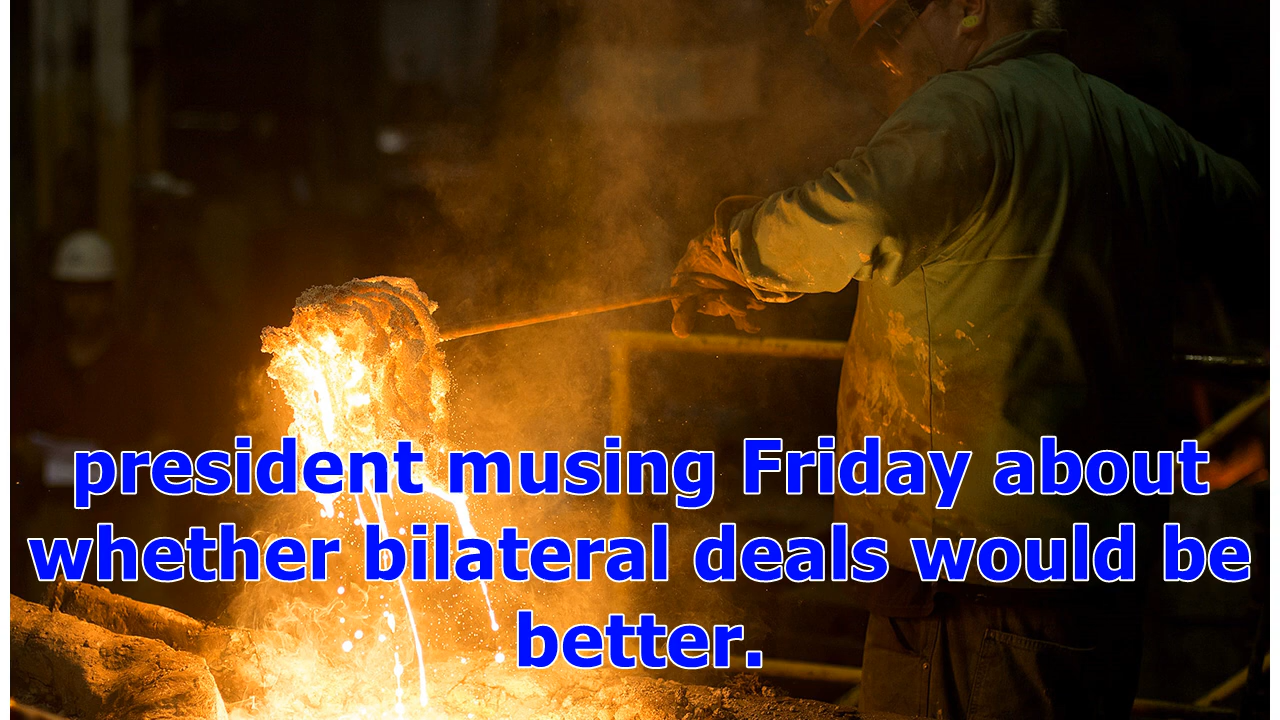 president musing Friday about
whether bilateral deals would be
better.